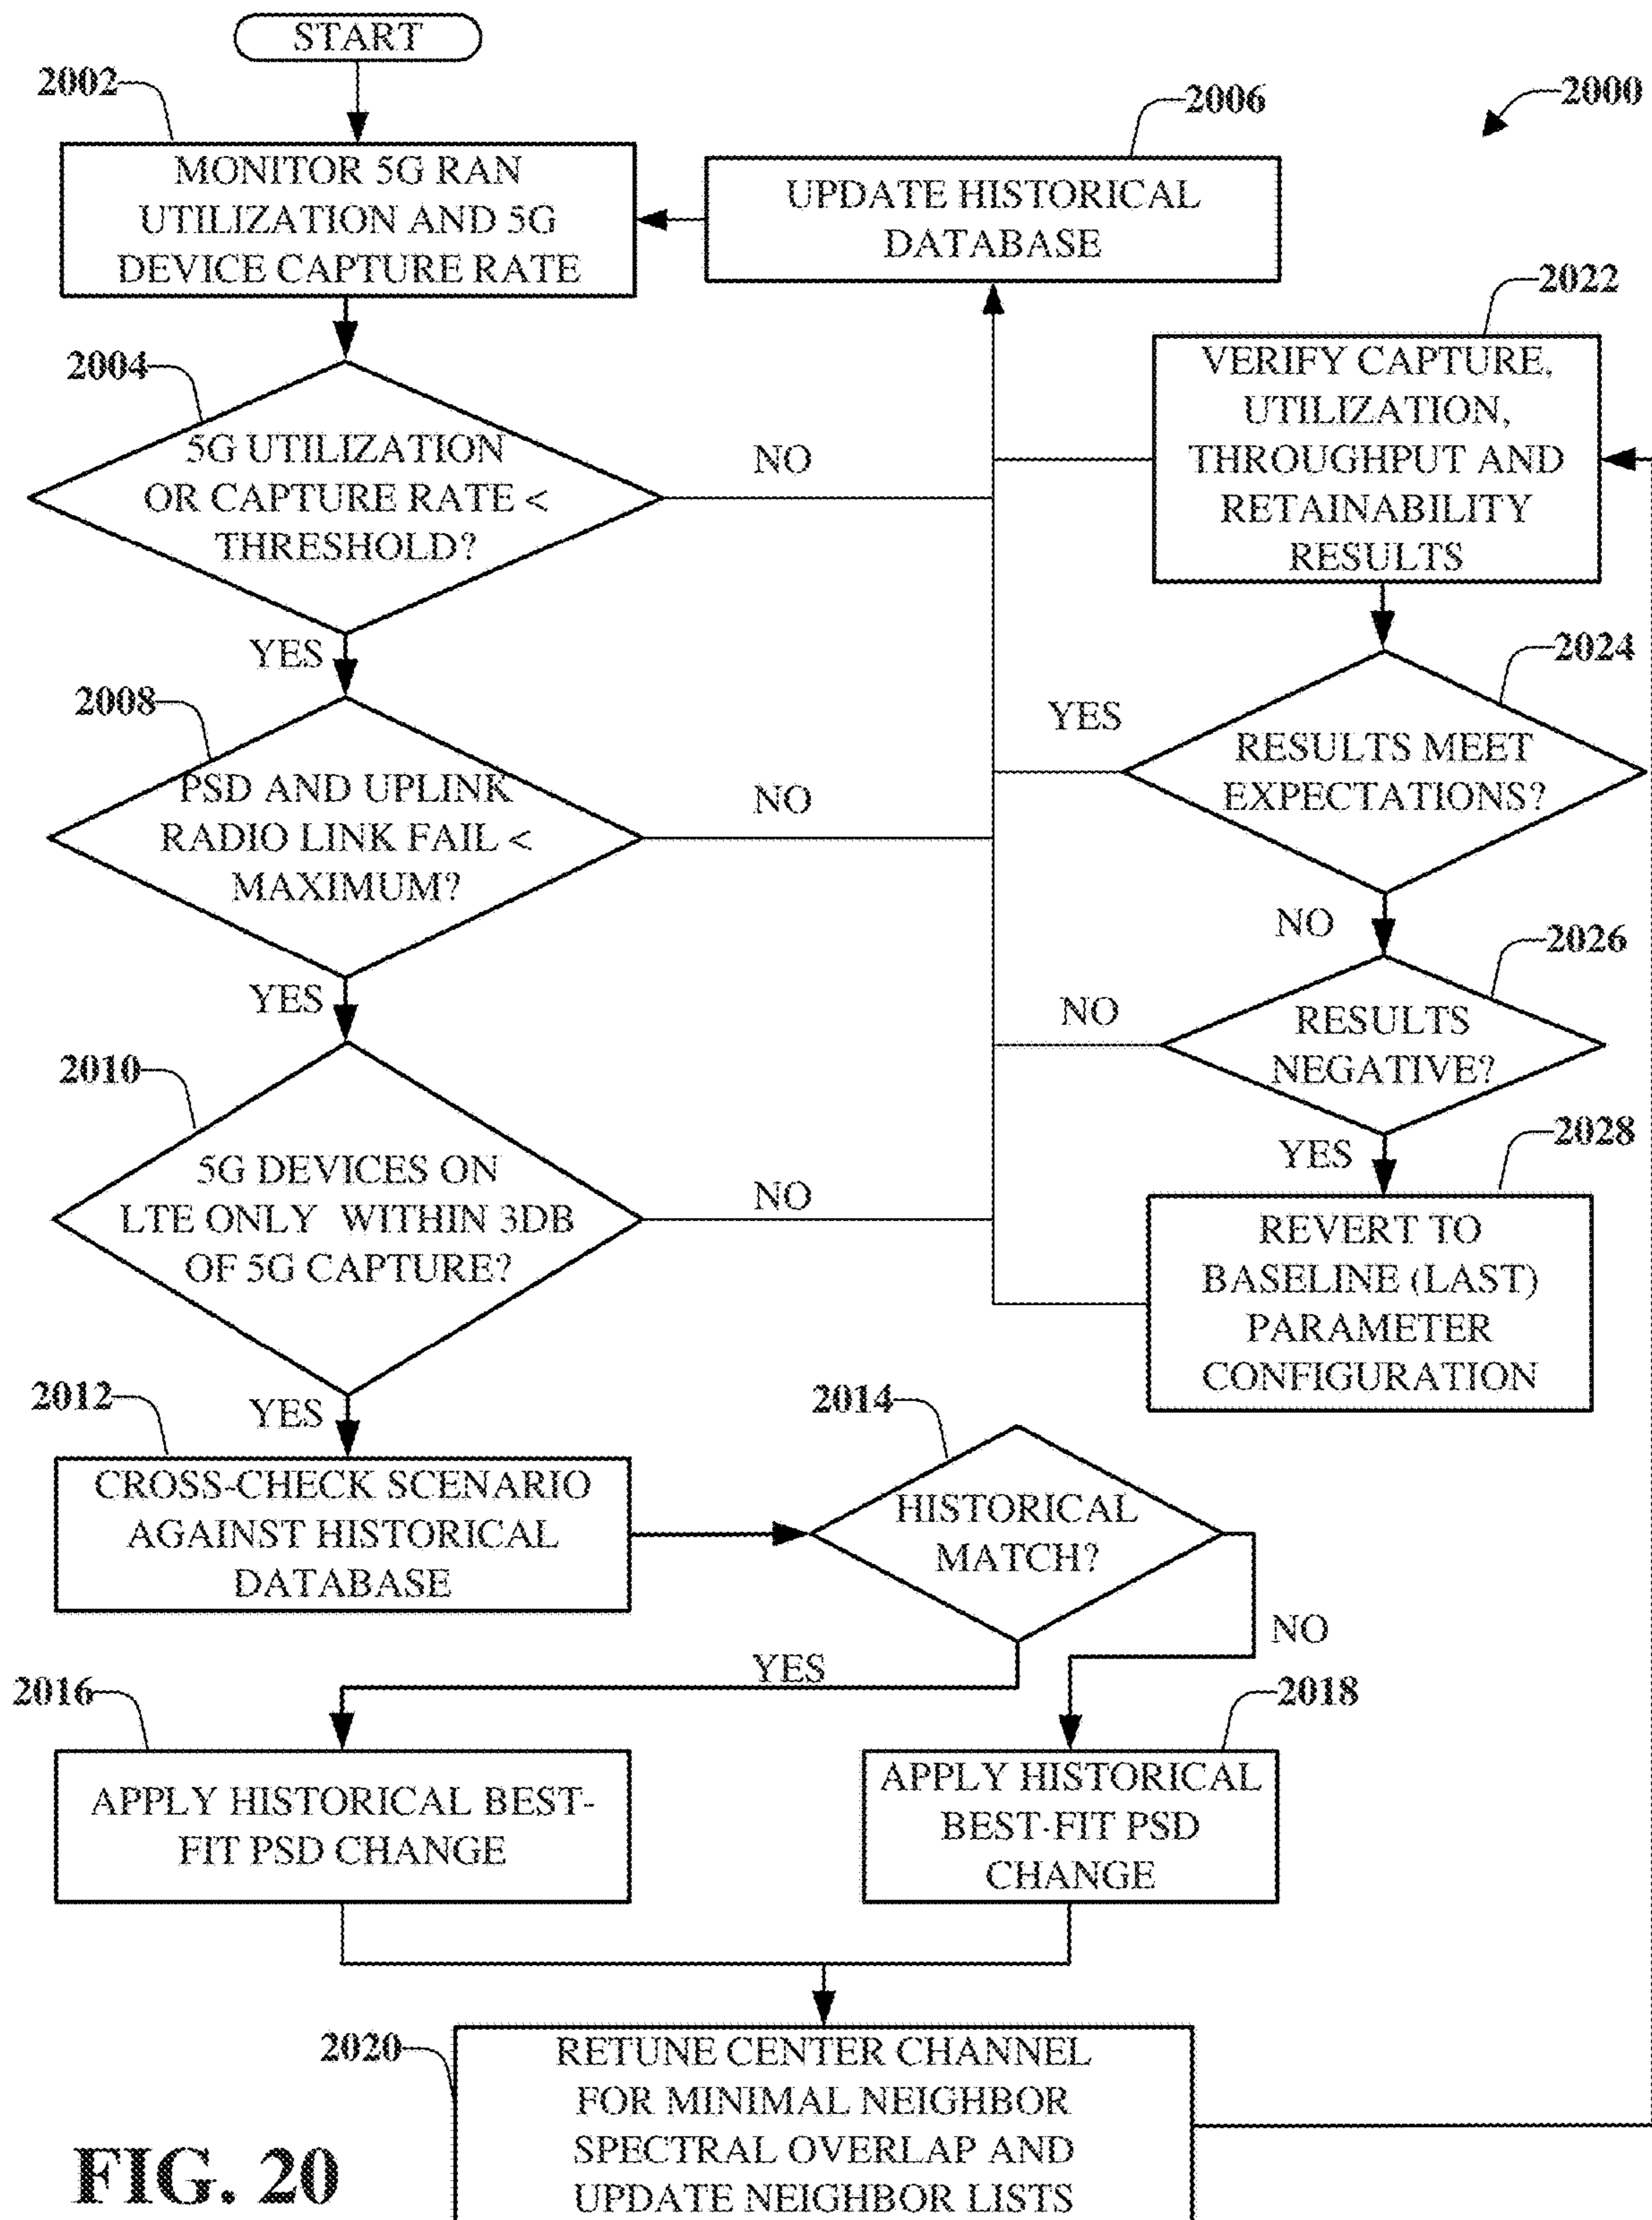 START
2002
2006
2000
MONITOR 5G RAN
UTILIZATION AND 5G
DEVICE CAPTURE RATE
UPDATE HISTORICAL
DATABASE
2022
VERIFY CAPTURE,
UTILIZATION,
THROUGHPUT AND
RETAINABILITY
RESULTS
2004
5G UTILIZATION
OR CAPTURE RATE <
THRESHOLD?
NO
YES
2024
RESULTS MEET
EXPECTATIONS?
YES
NO
2008
PSD AND UPLINK
RADIO LINK FAIL <
MAXIMUM?
NO
YES
2026
RESULTS
NEGATIVE?
NO
YES
2010
5G DEVICES ON
LTE ONLY WITHIN 3DB
OF 5G CAPTURE?
NO
YES
2028
REVERT TO
BASELINE (LAST)
PARAMETER
CONFIGURATION
2012
CROSS-CHECK SCENARIO
AGAINST HISTORICAL
DATABASE
2014
HISTORICAL
MATCH?
NO
YES
2016
APPLY HISTORICAL BEST-
FIT PSD CHANGE
2018
APPLY HISTORICAL
BEST-FIT PSD
CHANGE
2020
RETUNE CENTER CHANNEL
FOR MINIMAL NEIGHBOR
SPECTRAL OVERLAP AND
UPDATE NEIGHBOR LISTS
FIG. 20